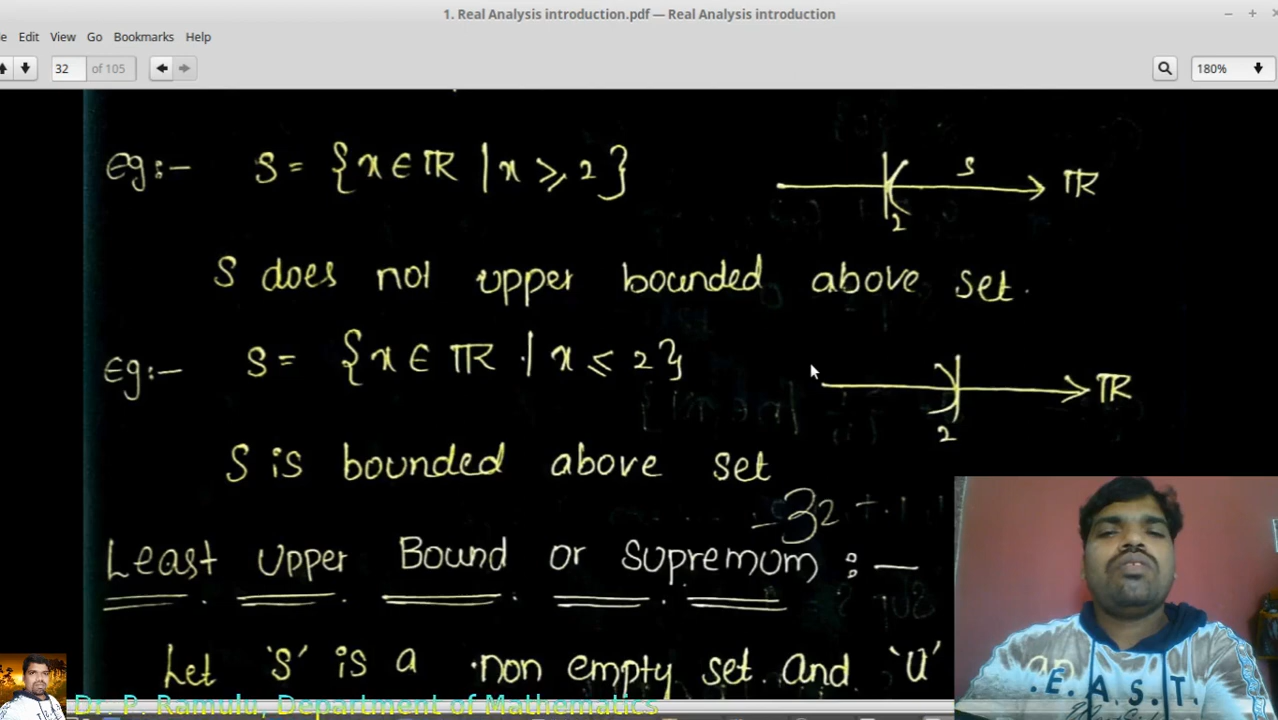 1. Real Analysis introduction.pdf — Real Analysis introduction
e Edit View Go Bookmarks Help
32 of 105 180%
Eg:- S = {x ∈ ℝ | x ⩾ 2} S ℝ
2
S does not upper bounded above set.
Eg:- S = {x ∈ ℝ | x ⩽ 2} ℝ
2
S is bounded above set
-32
Least Upper Bound or Supremum :-
Let 'S' is a non empty set and 'U'
.E.A.S.T.
Dr. P. Ramulu, Department of Mathematics